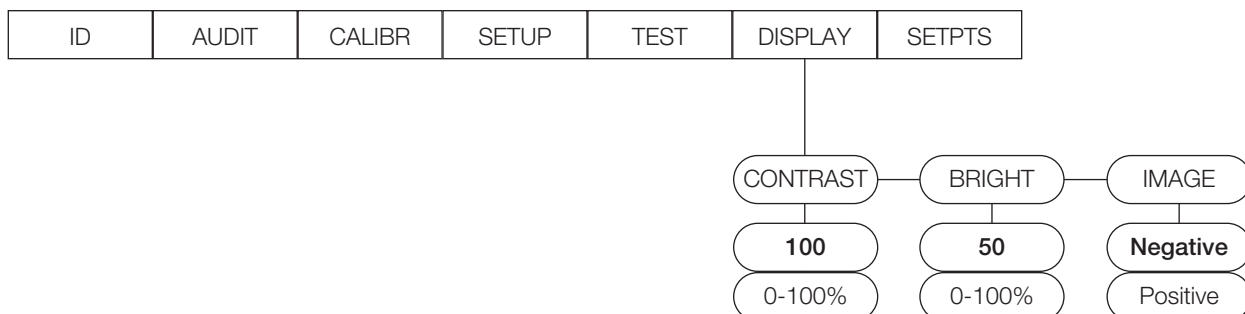 ID AUDIT CALIBR SETUP TEST DISPLAY SETPTS
CONTRAST BRIGHT IMAGE
100 50 Negative
0-100% 0-100% Positive